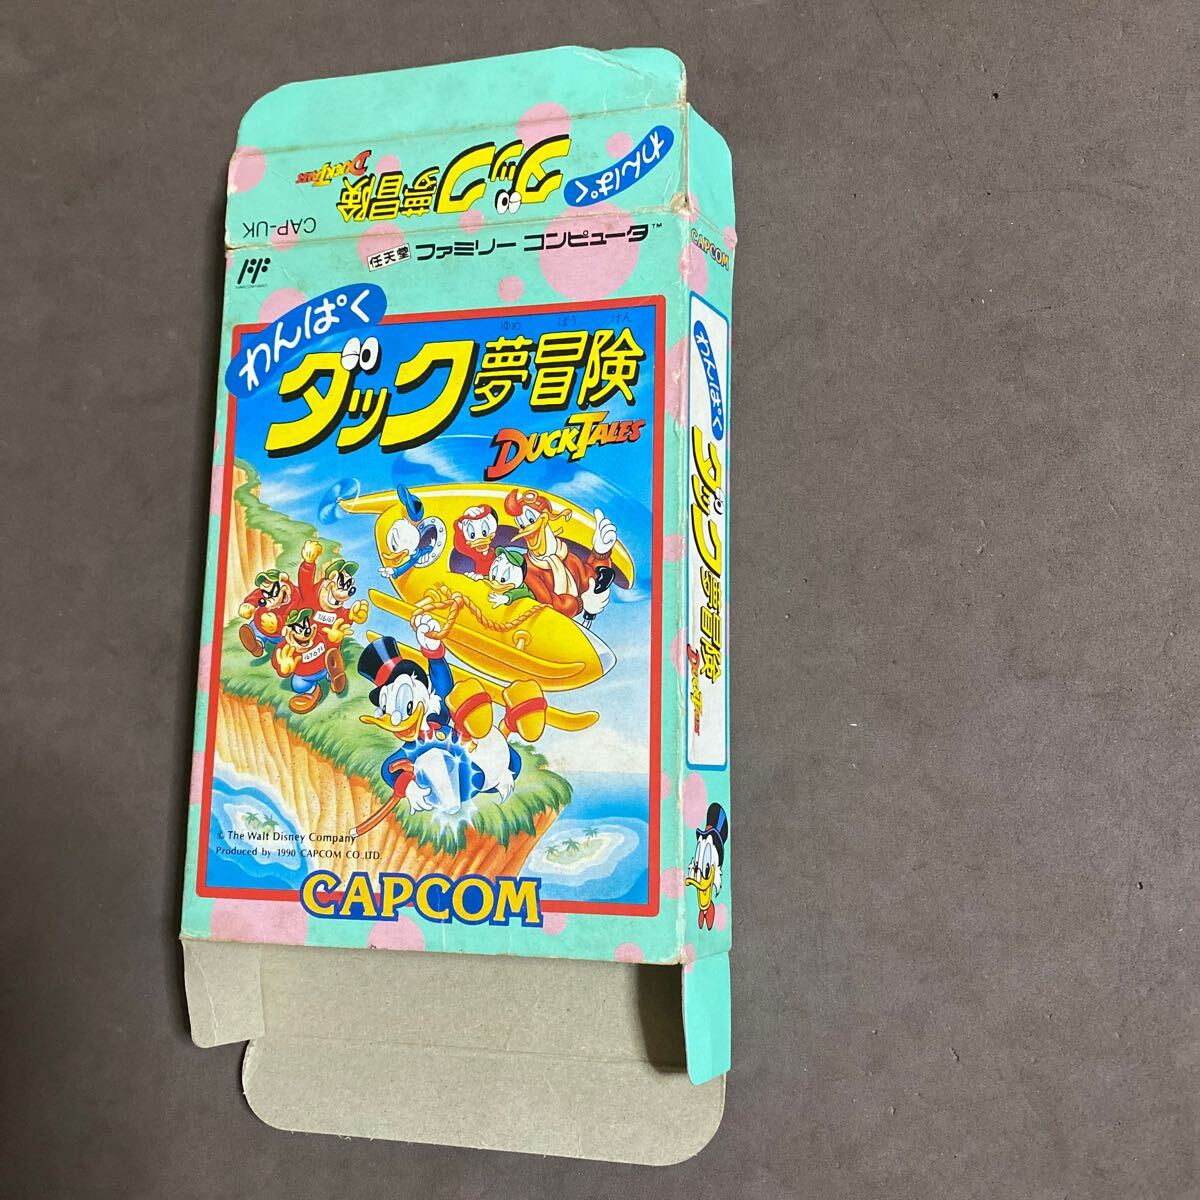 わんぱく
ダック夢冒険
DUCKTALES
CAP-UK
任天堂 ファミリー コンピュータ™
わんぱく
ゆめ ぼう けん
ダック夢冒険
DUCKTALES
176167
167671
© The Walt Disney Company
Produced by 1990 CAPCOM CO.,LTD.
CAPCOM
CAPCOM
わんぱく
ダック夢冒険
DUCKTALES